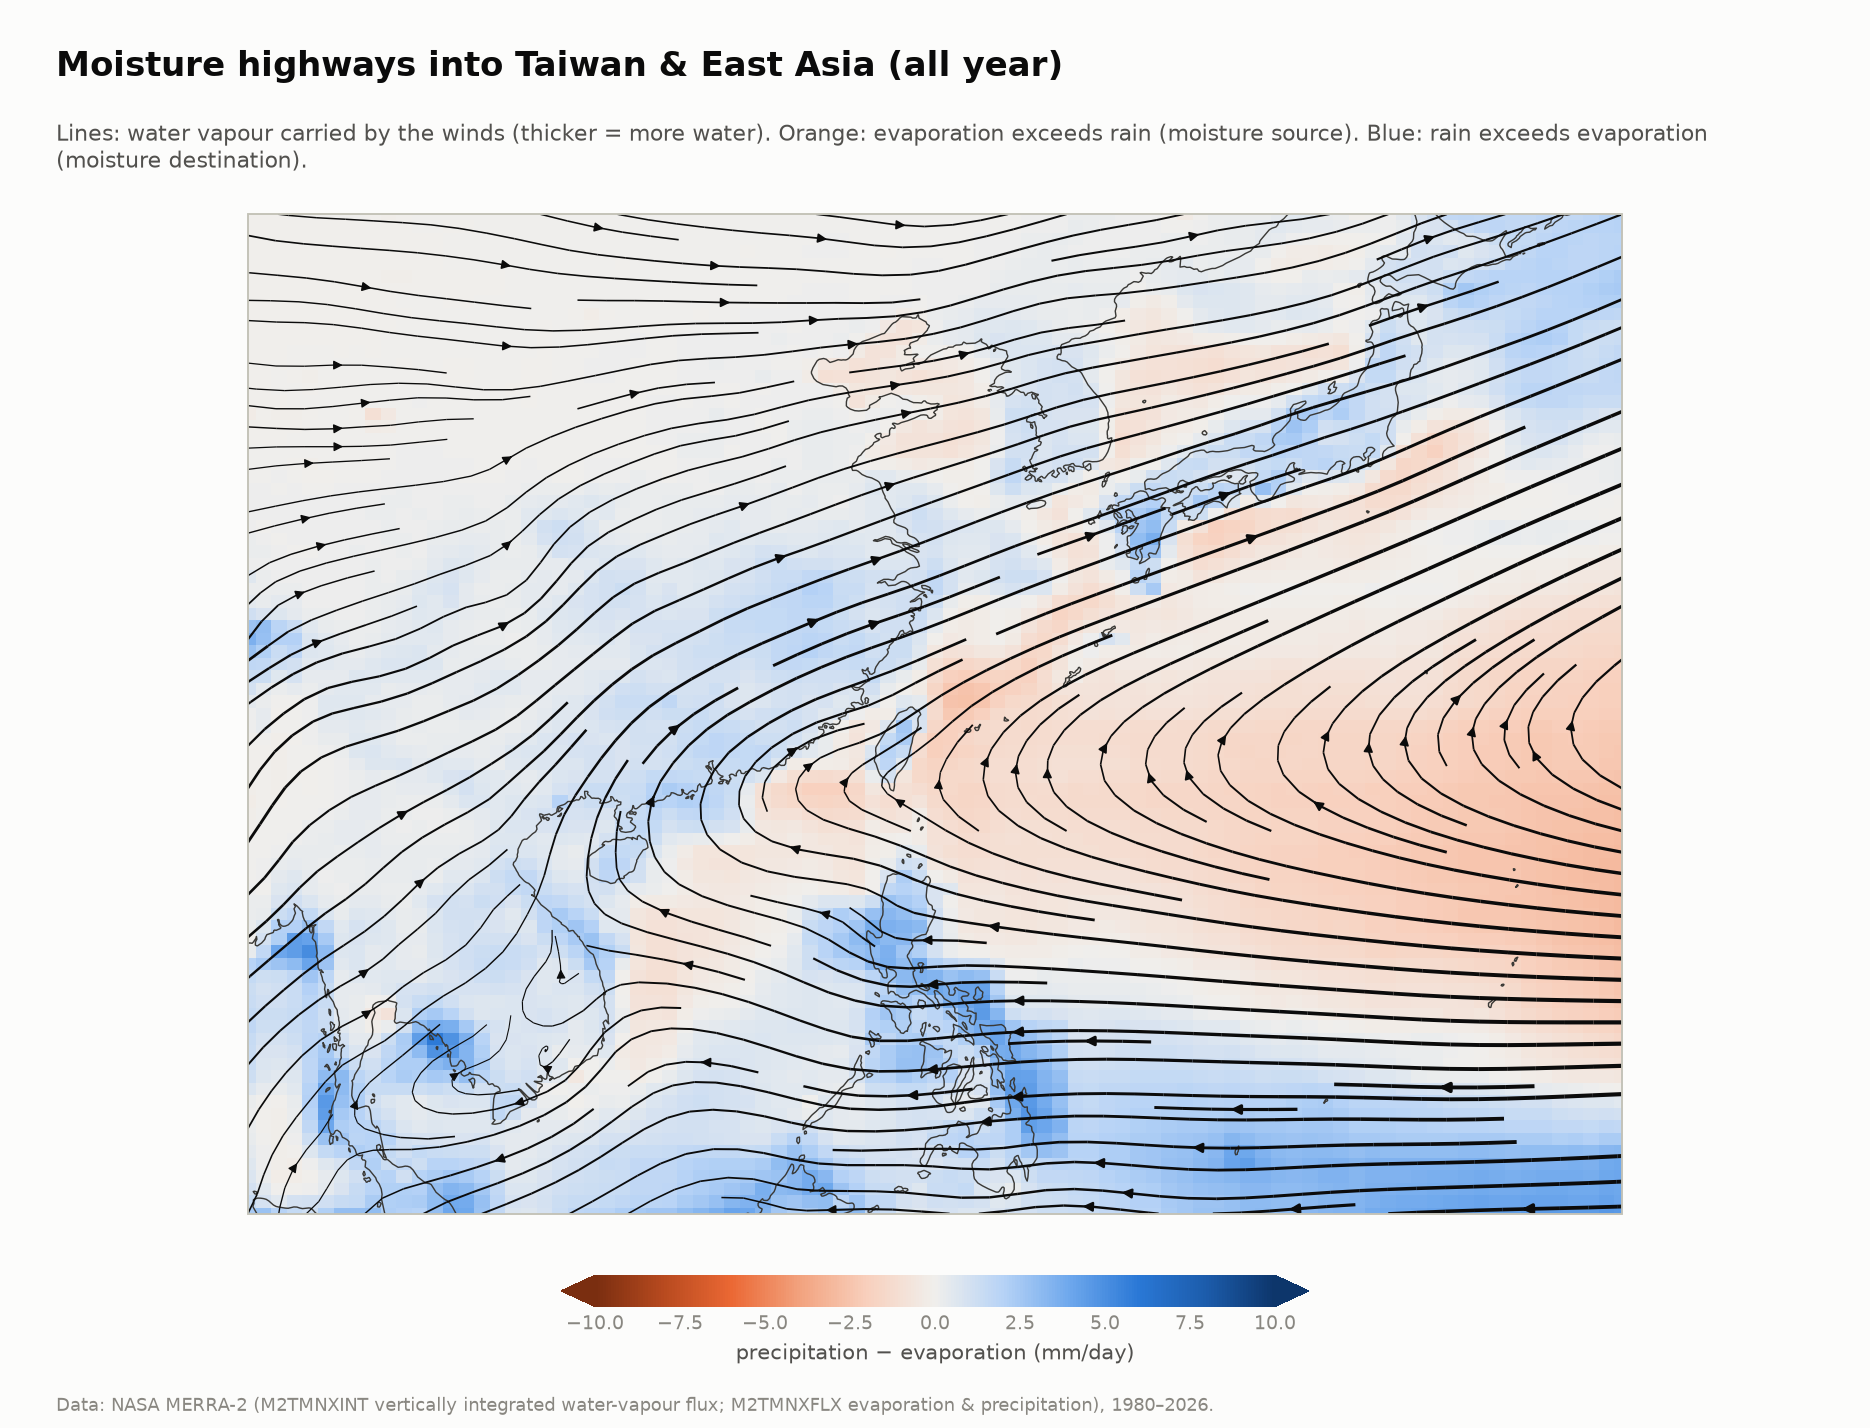 Moisture highways into Taiwan & East Asia (all year)
Lines: water vapour carried by the winds (thicker = more water). Orange: evaporation exceeds rain (moisture source). Blue: rain exceeds evaporation
(moisture destination).
−10.0 −7.5 −5.0 −2.5 0.0 2.5 5.0 7.5 10.0
precipitation − evaporation (mm/day)
Data: NASA MERRA-2 (M2TMNXINT vertically integrated water-vapour flux; M2TMNXFLX evaporation & precipitation), 1980–2026.